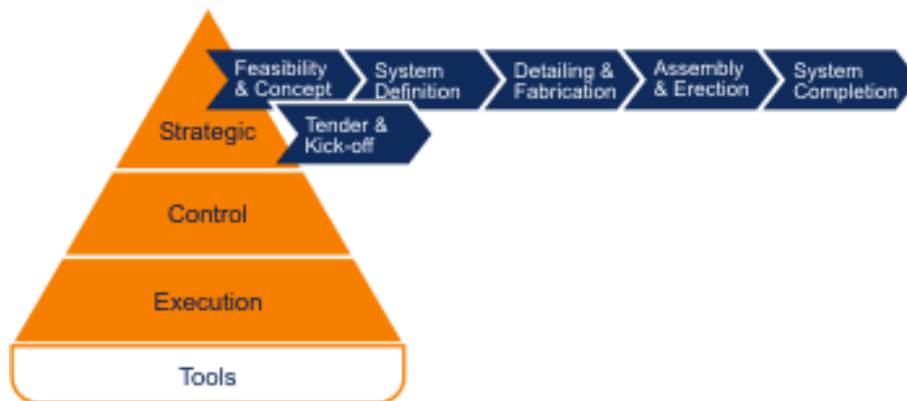 Feasibility
& Concept
System
Definition
Detailing &
Fabrication
Assembly
& Erection
System
Completion
Tender &
Kick-off
Strategic
Control
Execution
Tools